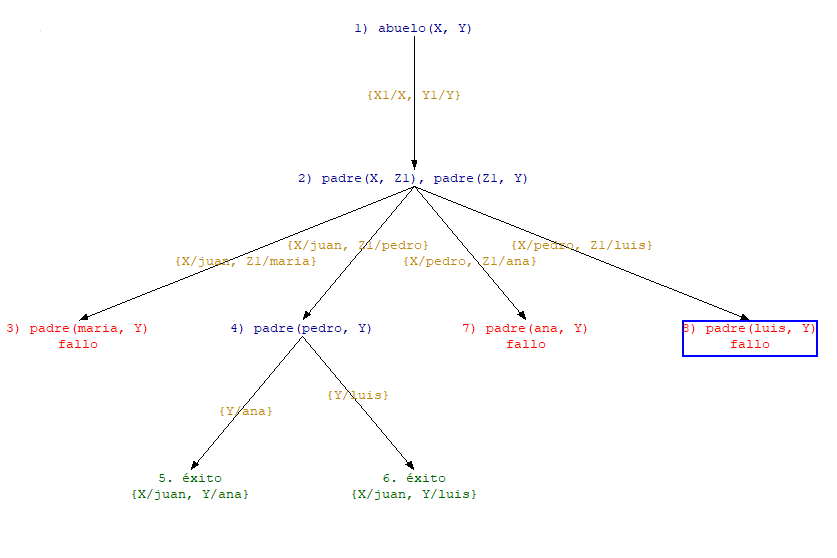 1) abuelo(X, Y)
{X1/X, Y1/Y}
2) padre(X, Z1), padre(Z1, Y)
{X/juan, Z1/maria}
{X/juan, Z1/pedro}
{X/pedro, Z1/ana}
{X/pedro, Z1/luis}
3) padre(maria, Y)
fallo
4) padre(pedro, Y)
7) padre(ana, Y)
fallo
8) padre(luis, Y)
fallo
{Y/ana}
{Y/luis}
5. éxito
{X/juan, Y/ana}
6. éxito
{X/juan, Y/luis}